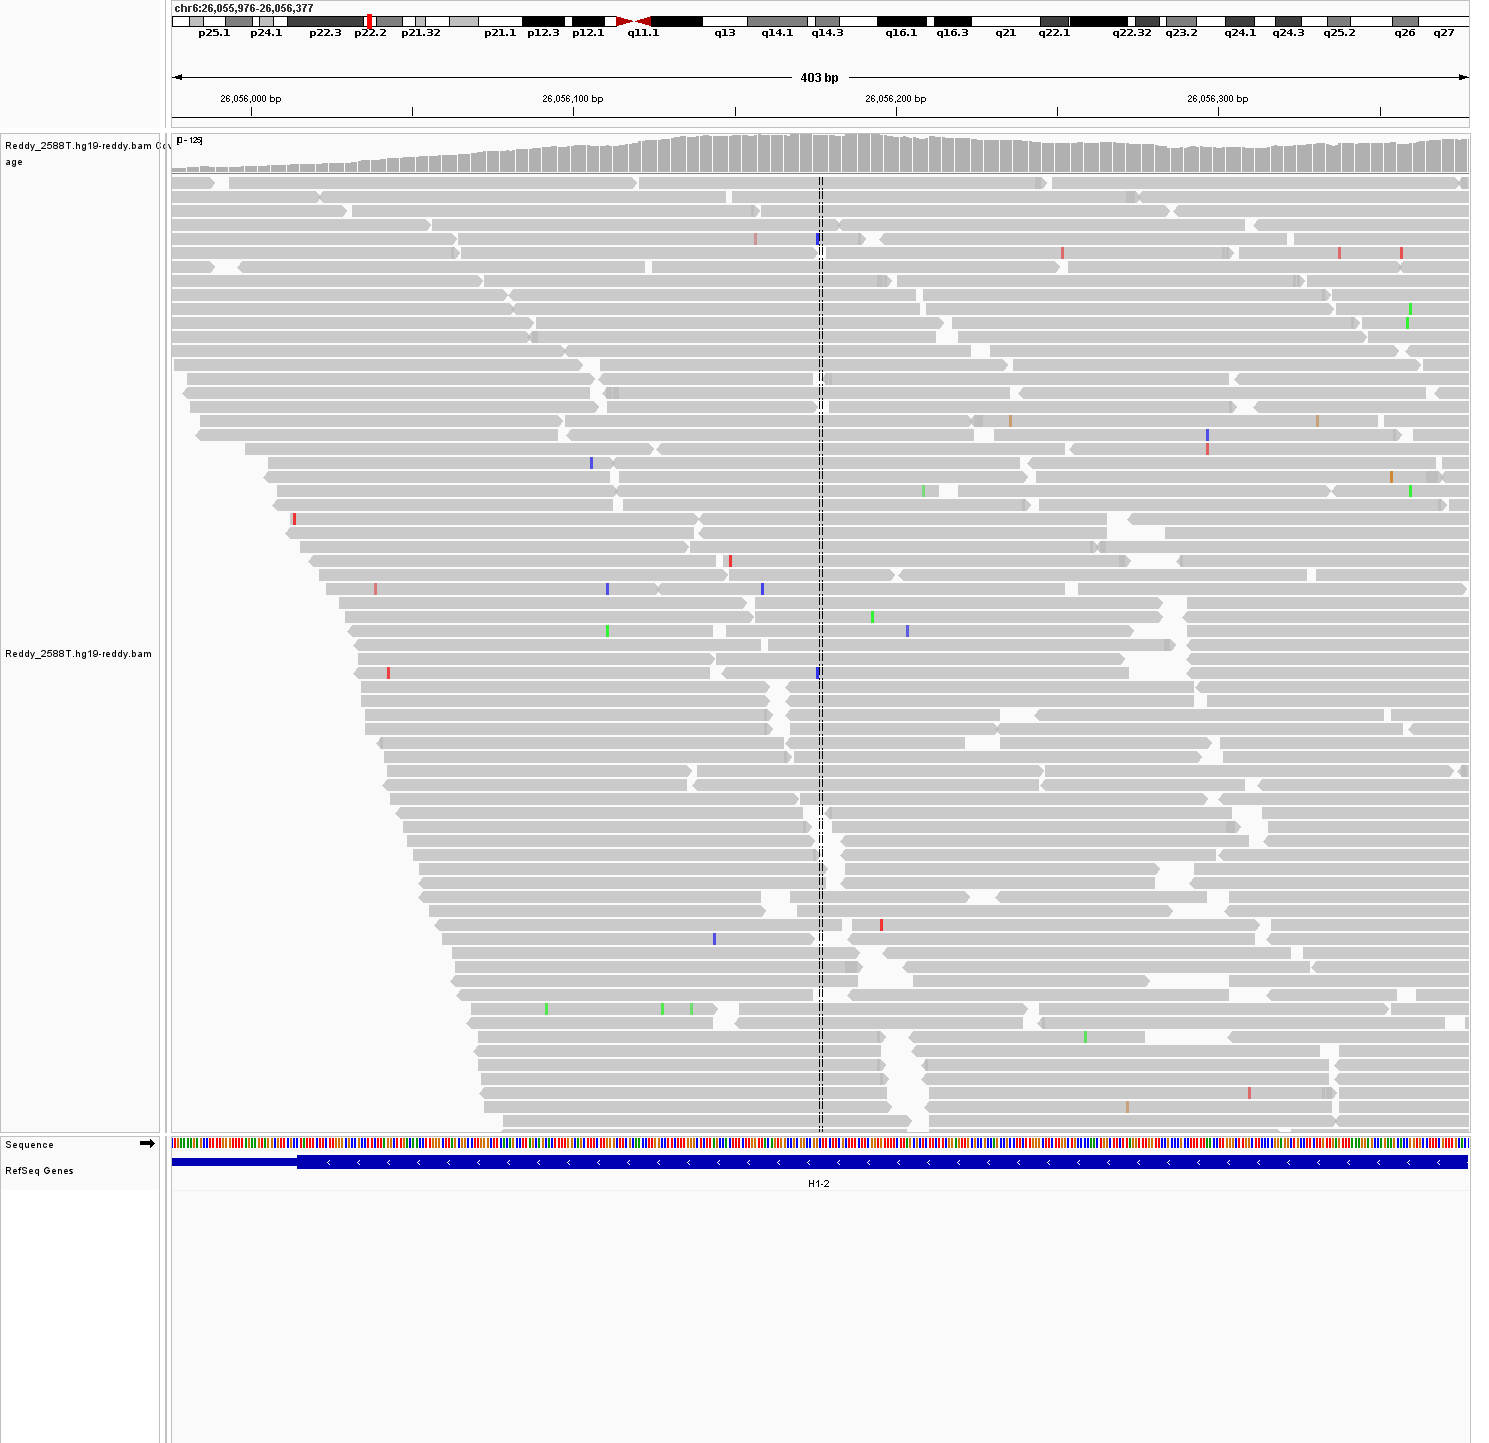 chr6:26,055,976-26,056,377
p25.1 p24.1 p22.3 p22.2 p21.32 p21.1 p12.3 p12.1 q11.1 q13 q14.1 q14.3 q16.1 q16.3 q21 q22.1 q22.32 q23.2 q24.1 q24.3 q25.2 q26 q27
403 bp
26,056,000 bp 26,056,100 bp 26,056,200 bp 26,056,300 bp
Reddy_2588T.hg19-reddy.bam
age
[0 - 125]
Reddy_2588T.hg19-reddy.bam
Sequence
RefSeq Genes
H1-2